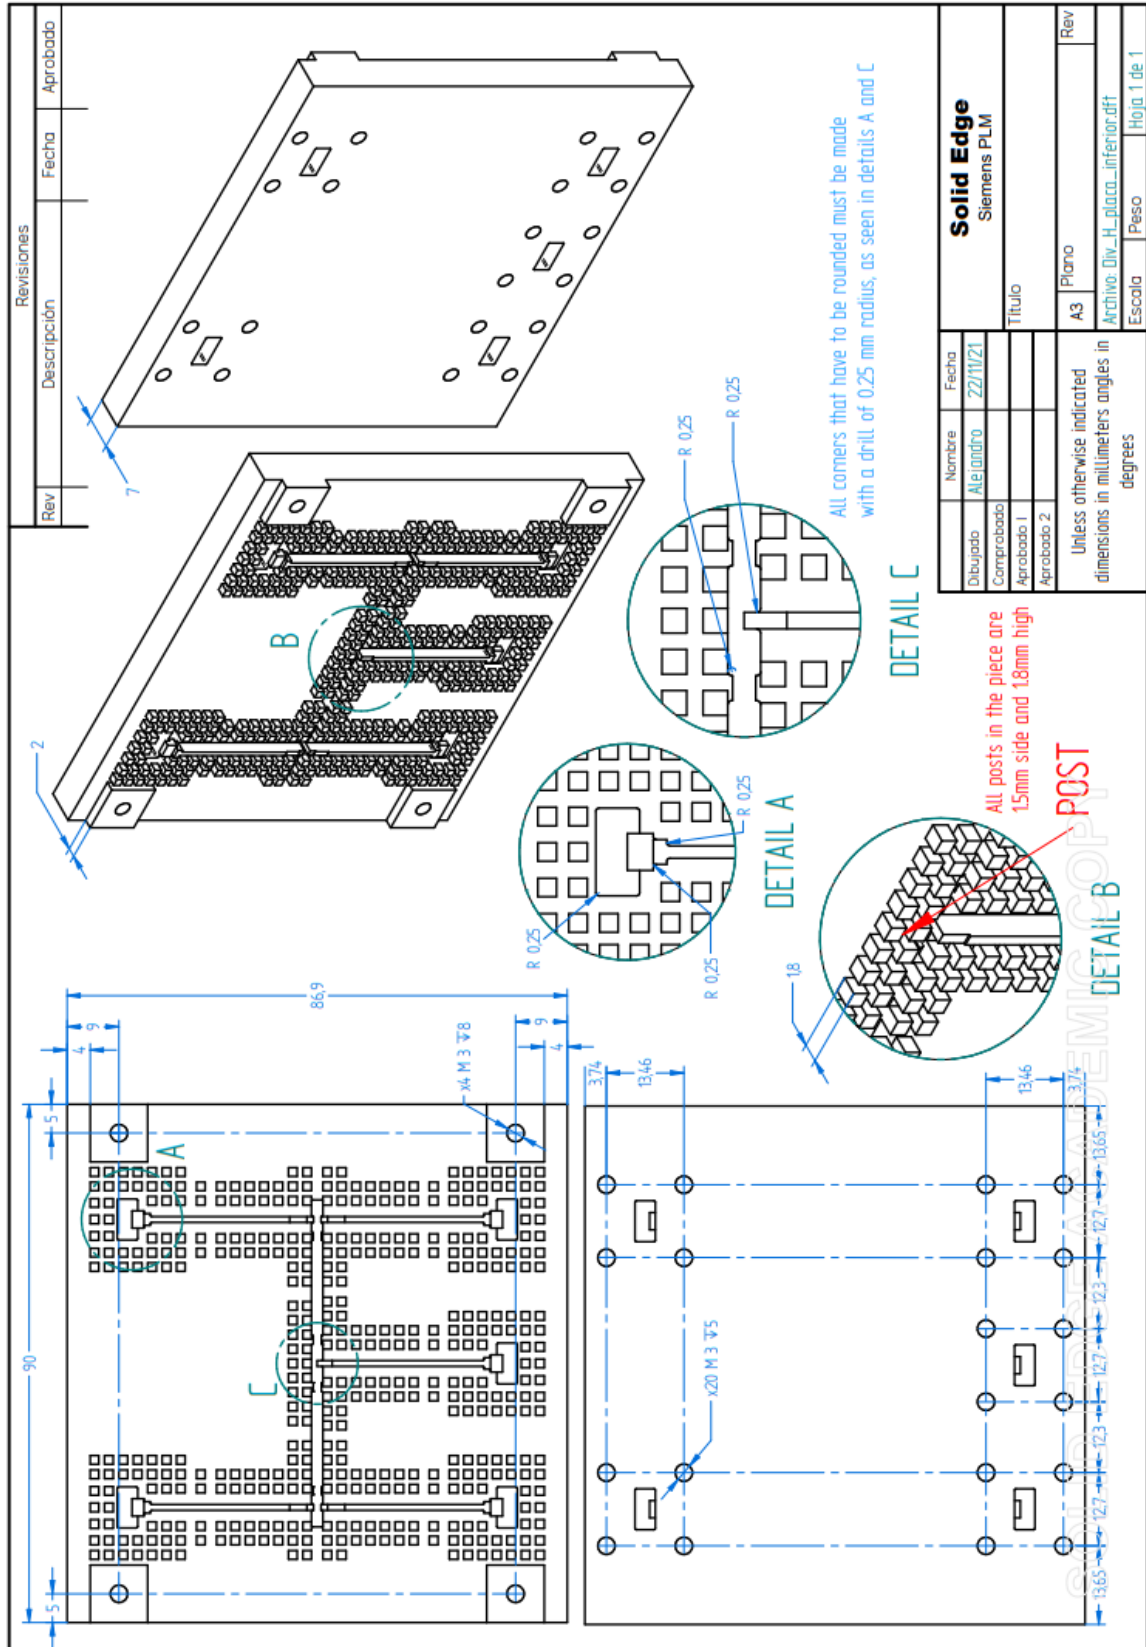 Revisiones
Rev
Descripción
Fecha
Aprobado
7
2
B
90
5
5
9
4
86,9
9
4
x4 M 3 ↧8
A
C
R 0,25
R 0,25
R 0,25
DETAIL A
R 0,25
R 0,25
DETAIL C
All corners that have to be rounded must be made
with a drill of 0.25 mm radius, as seen in details A and C
1,8
DETAIL B
All posts in the piece are
1.5mm side and 1.8mm high
POST
3,74
13,46
13,46
3,74
x20 M 3 ↧5
13,65
12,7
12,3
12,7
12,3
12,7
13,65
SOLID EDGE ACADEMIC COPY
Nombre
Fecha
Dibujado
Alejandro
22/11/21
Comprobado
Aprobado 1
Aprobado 2
Solid Edge
Siemens PLM
Título
Unless otherwise indicated
dimensions in millimeters angles in
degrees
A3
Plano
Rev
Archivo: Div_H_placa_inferior.dft
Escala
Peso
Hoja 1 de 1